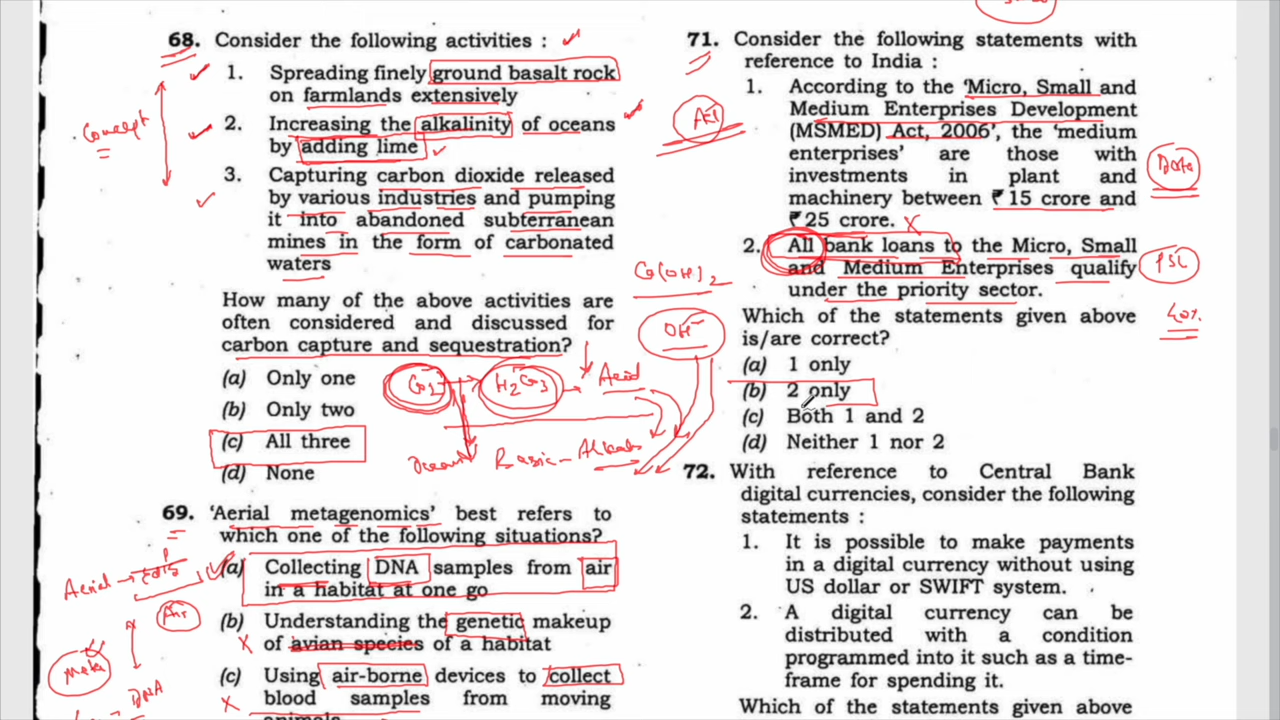 68. Consider the following activities :
1. Spreading finely ground basalt rock
on farmlands extensively
2. Increasing the alkalinity of oceans
by adding lime
3. Capturing carbon dioxide released
by various industries and pumping
it into abandoned subterranean
mines in the form of carbonated
waters
Concept
How many of the above activities are
often considered and discussed for
carbon capture and sequestration?
(a) Only one
(b) Only two
(c) All three
(d) None
CO2
H2CO3
Acid
Ocean
Basic - Alkali
OH-
69. 'Aerial metagenomics' best refers to
which one of the following situations?
(a) Collecting DNA samples from air
in a habitat at one go
(b) Understanding the genetic makeup
of avian species of a habitat
(c) Using air-borne devices to collect
blood samples from moving
animals
Aerial
Air
Meta
DNA
71. Consider the following statements with
reference to India :
1. According to the 'Micro, Small and
Medium Enterprises Development
(MSMED) Act, 2006', the 'medium
enterprises' are those with
investments in plant and
machinery between ₹ 15 crore and
₹ 25 crore.
2. All bank loans to the Micro, Small
and Medium Enterprises qualify
under the priority sector.
Act
Data
PSL
40%
Which of the statements given above
is/are correct?
(a) 1 only
(b) 2 only
(c) Both 1 and 2
(d) Neither 1 nor 2
72. With reference to Central Bank
digital currencies, consider the following
statements :
1. It is possible to make payments
in a digital currency without using
US dollar or SWIFT system.
2. A digital currency can be
distributed with a condition
programmed into it such as a time-
frame for spending it.
Which of the statements given above